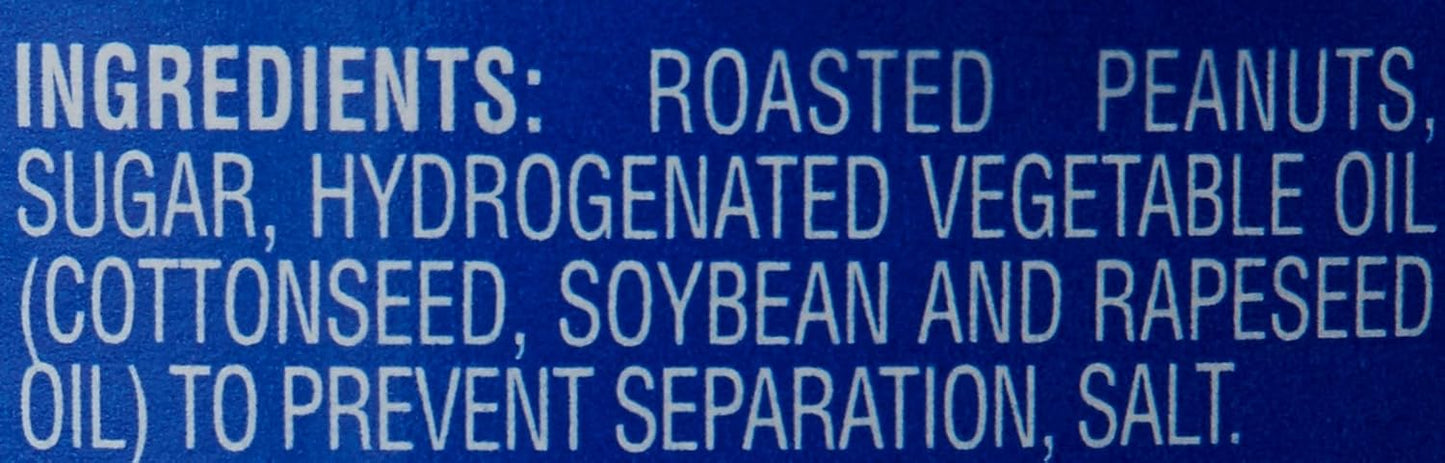 INGREDIENTS: ROASTED PEANUTS,
SUGAR, HYDROGENATED VEGETABLE OIL
(COTTONSEED, SOYBEAN AND RAPESEED
OIL) TO PREVENT SEPARATION, SALT.